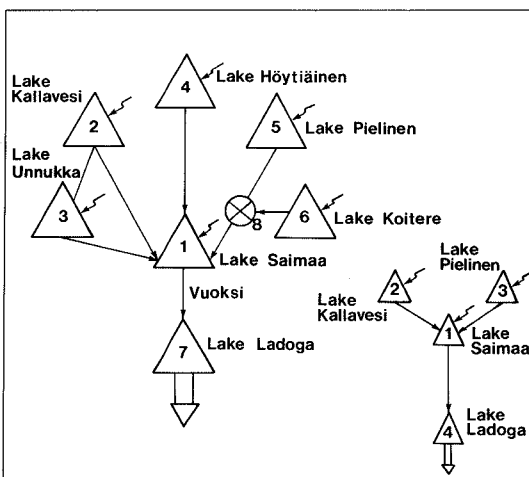 4
Lake Höytiäinen
Lake
Kallavesi
2
5
Lake Pielinen
Lake
Unnukka
3
8
6
Lake Koitere
1
Lake Saimaa
Vuoksi
7
Lake Ladoga
Lake
Pielinen
2
3
Lake
Kallavesi
1
Lake
Saimaa
4
Lake
Ladoga